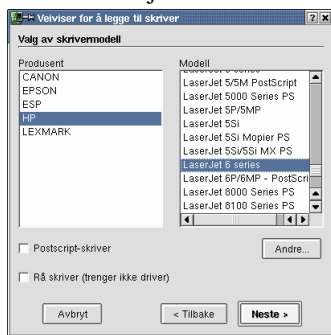 Veiviser for å legge til skriver
Valg av skrivermodell
Produsent
CANON
EPSON
ESP
HP
LEXMARK
Modell
LaserJet 5/5M PostScript
LaserJet 5000 Series PS
LaserJet 5P/5MP
LaserJet 5Si
LaserJet 5Si Mopier PS
LaserJet 5Si/5Si MX PS
LaserJet 6 series
LaserJet 6P/6MP - PostScri
LaserJet 8000 Series PS
LaserJet 8100 Series PS
Postscript-skriver
Andre...
Rå skriver (trenger ikke driver)
Avbryt
< Tilbake
Neste >